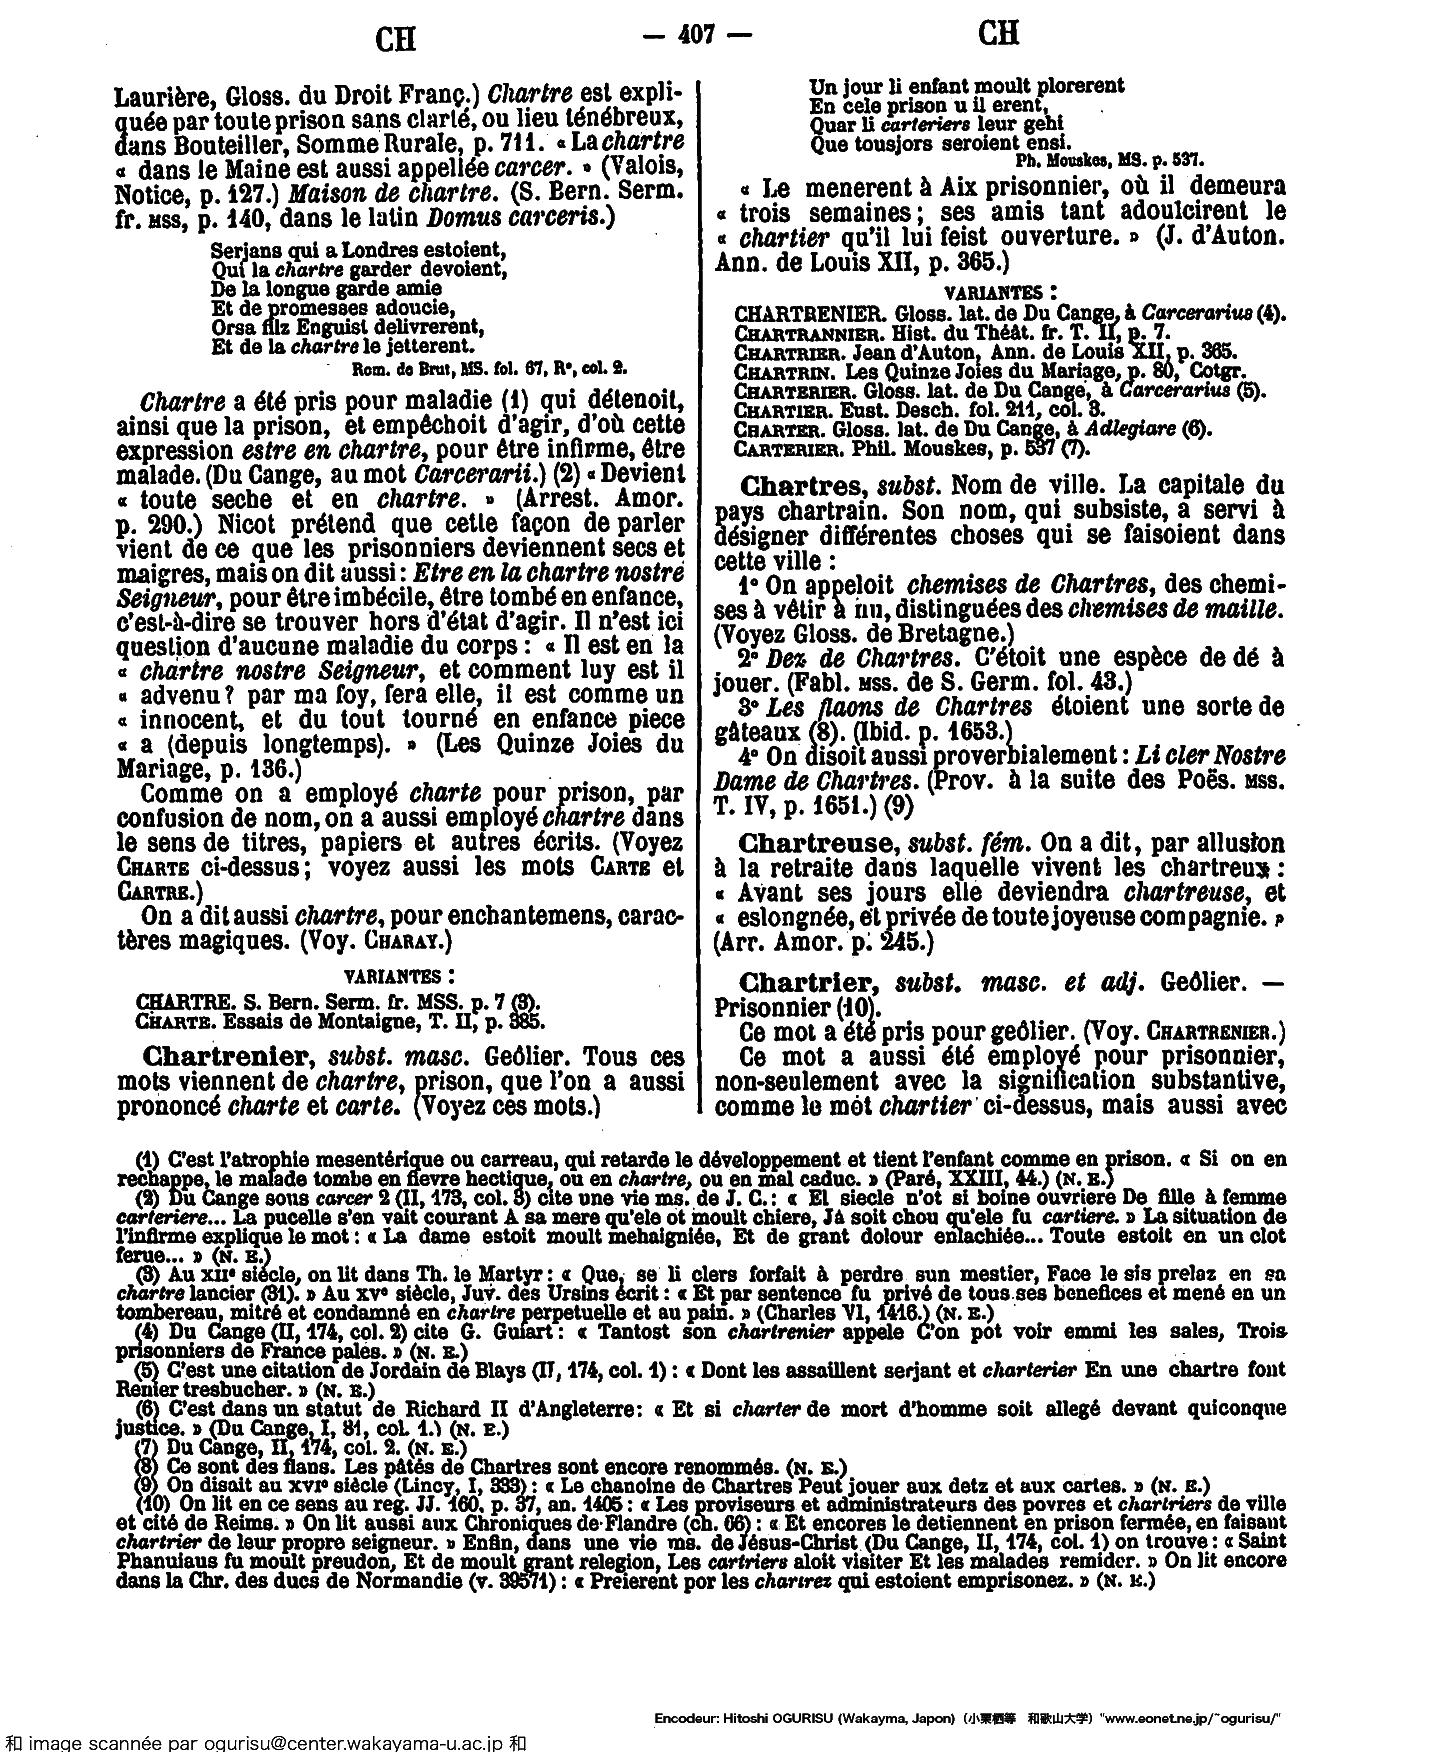 CH — 407 — CH
Laurière, Gloss. du Droit Franç.) Chartre est expli-
quée par toute prison sans clarté, ou lieu ténébreux,
dans Bouteiller, Somme Rurale, p. 711. « La chartre
« dans le Maine est aussi appellée carcer. » (Valois,
Notice, p. 127.) Maison de chartre. (S. Bern. Serm.
fr. MSS, p. 140, dans le latin Domus carceris.)
Serjans qui a Londres estoient,
Qui la chartre garder devoient,
De la longue garde amie
Et de promesses adoucie,
Orsa filz Enguist delivrerent,
Et de la chartre le jetterent.
Rom. de Brut, MS. fol. 67, R°, col. 2.
Chartre a été pris pour maladie (1) qui détenoit,
ainsi que la prison, et empêchoit d'agir, d'où cette
expression estre en chartre, pour être infirme, être
malade. (Du Cange, au mot Carcerarii.) (2) « Devient
« toute seche et en chartre. » (Arrest. Amor.
p. 290.) Nicot prétend que cette façon de parler
vient de ce que les prisonniers deviennent secs et
maigres, mais on dit aussi : Etre en la chartre nostre
Seigneur, pour être imbécile, être tombé en enfance,
c'est-à-dire se trouver hors d'état d'agir. Il n'est ici
question d'aucune maladie du corps : « Il est en la
« chartre nostre Seigneur, et comment luy est il
« advenu ? par ma foy, fera elle, il est comme un
« innocent, et du tout tourné en enfance piece
« a (depuis longtemps). » (Les Quinze Joies du
Mariage, p. 136.)
Comme on a employé charte pour prison, par
confusion de nom, on a aussi employé chartre dans
le sens de titres, papiers et autres écrits. (Voyez
CHARTE ci-dessus ; voyez aussi les mots CARTE et
CARTRE.)
On a dit aussi chartre, pour enchantemens, carac-
tères magiques. (Voy. CHARAY.)
VARIANTES :
CHARTRE. S. Bern. Serm. fr. MSS. p. 7 (3).
CHARTE. Essais de Montaigne, T. II, p. 385.
Chartrenier, subst. masc. Geôlier. Tous ces
mots viennent de chartre, prison, que l'on a aussi
prononcé charte et carte. (Voyez ces mots.)
Un jour li enfant moult plorerent
En cele prison u il erent,
Quar li carteriers leur gehi
Que tousjors seroient ensi.
Ph. Mouskes, MS. p. 537.
« Le menerent à Aix prisonnier, où il demeura
« trois semaines ; ses amis tant adoulcirent le
« chartier qu'il lui feist ouverture. » (J. d'Auton.
Ann. de Louis XII, p. 365.)
VARIANTES :
CHARTRENIER. Gloss. lat. de Du Cange, à Carcerarius (4).
CHARTRANNIER. Hist. du Théât. fr. T. II, p. 7.
CHARTRIER. Jean d'Auton, Ann. de Louis XII, p. 365.
CHARTRIN. Les Quinze Joies du Mariage, p. 80, Cotgr.
CHARTERIER. Gloss. lat. de Du Cange, à Carcerarius (5).
CHARTIER. Eust. Desch. fol. 211, col. 3.
CHARTER. Gloss. lat. de Du Cange, à Adlegiare (6).
CARTERIER. Phil. Mouskes, p. 537 (7).
Chartres, subst. Nom de ville. La capitale du
pays chartrain. Son nom, qui subsiste, a servi à
désigner différentes choses qui se faisoient dans
cette ville :
1° On appeloit chemises de Chartres, des chemi-
ses à vêtir à nu, distinguées des chemises de maille.
(Voyez Gloss. de Bretagne.)
2° Dez de Chartres. C'étoit une espèce de dé à
jouer. (Fabl. MSS. de S. Germ. fol. 43.)
3° Les flaons de Chartres étoient une sorte de
gâteaux (8). (Ibid. p. 1653.)
4° On disoit aussi proverbialement : Li cler Nostre
Dame de Chartres. (Prov. à la suite des Poës. MSS.
T. IV, p. 1651.) (9)
Chartreuse, subst. fém. On a dit, par allusion
à la retraite dans laquelle vivent les chartreux :
« Avant ses jours elle deviendra chartreuse, et
« eslongnée, et privée de toute joyeuse compagnie. »
(Arr. Amor. p. 245.)
Chartrier, subst. masc. et adj. Geôlier. —
Prisonnier (10).
Ce mot a été pris pour geôlier. (Voy. CHARTRENIER.)
Ce mot a aussi été employé pour prisonnier,
non-seulement avec la signification substantive,
comme le mot chartier ci-dessus, mais aussi avec
(1) C'est l'atrophie mesentérique ou carreau, qui retarde le développement et tient l'enfant comme en prison. « Si on en
rechappe, le malade tombe en fievre hectique, ou en chartre, ou en mal caduc. » (Paré, XXIII, 44.) (N. E.)
(2) Du Cange sous carcer 2 (II, 173, col. 3) cite une vie ms. de J. C. : « El siecle n'ot si boine ouvriere De fille à femme
carteriere... La pucelle s'en vait courant A sa mere qu'ele ot moult chiere, Jà soit chou qu'ele fu cartiere. » La situation de
l'infirme explique le mot : « La dame estoit moult mehaigniée, Et de grant dolour enlachiée... Toute estoit en un clot
ferue... » (N. E.)
(3) Au XIIe siècle, on lit dans Th. le Martyr : « Que, se li clers forfait à perdre sun mestier, Face le sis prelaz en sa
chartre lancier (31). » Au XVe siècle, Juv. des Ursins écrit : « Et par sentence fu privé de tous ses benefices et mené en un
tombereau, mitré et condamné en chartre perpetuelle et au pain. » (Charles VI, 1416.) (N. E.)
(4) Du Cange (II, 174, col. 2) cite G. Guiart : « Tantost son chartrenier appele C'on pot voir emmi les sales, Trois
prisonniers de France pales. » (N. E.)
(5) C'est une citation de Jordain de Blays (II, 174, col. 1) : « Dont les assaillent serjant et charterier En une chartre font
Renier tresbucher. » (N. E.)
(6) C'est dans un statut de Richard II d'Angleterre : « Et si charter de mort d'homme soit allegé devant quiconque
justice. » (Du Cange, I, 81, col. 1.) (N. E.)
(7) Du Cange, II, 174, col. 2. (N. E.)
(8) Ce sont des flans. Les pâtés de Chartres sont encore renommés. (N. E.)
(9) On disait au XVIe siècle (Lincy, I, 333) : « Le chanoine de Chartres Peut jouer aux detz et aux cartes. » (N. E.)
(10) On lit en ce sens au reg. JJ. 160. p. 37, an. 1405 : « Les proviseurs et administrateurs des povres et chartriers de ville
et cité de Reims. » On lit aussi aux Chroniques de Flandre (ch. 66) : « Et encores le detiennent en prison fermée, en faisant
chartrier de leur propre seigneur. » Enfin, dans une vie ms. de Jésus-Christ (Du Cange, II, 174, col. 1) on trouve : « Saint
Phanulaus fu moult preudon, Et de moult grant relegion, Les cartriers aloit visiter Et les malades remider. » On lit encore
dans la Chr. des ducs de Normandie (v. 39571) : « Preierent por les chartrez qui estoient emprisonez. » (N. E.)
Encodeur: Hitoshi OGURISU (Wakayma, Japon) (小栗栖等 和歌山大学) "www.eonet.ne.jp/~ogurisu/"
和 image scannée par ogurisu@center.wakayama-u.ac.jp 和